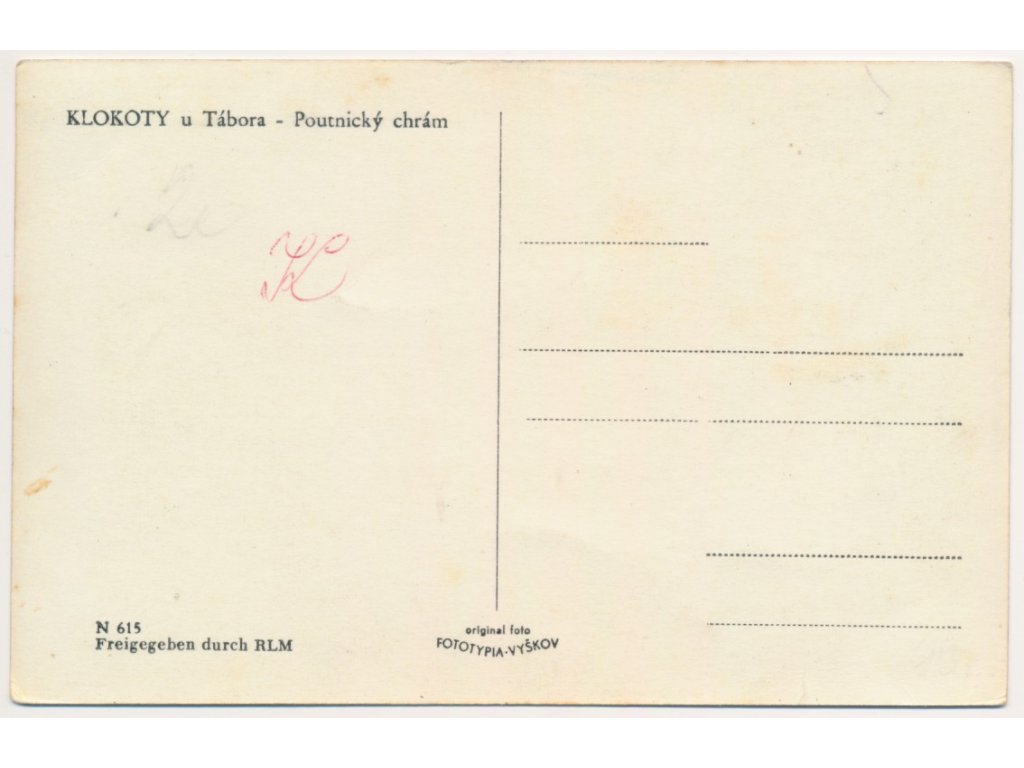 KLOKOTY u Tábora - Poutnický chrám
N 615
Freigegeben durch RLM
original foto
FOTOTYPIA-VYŠKOV